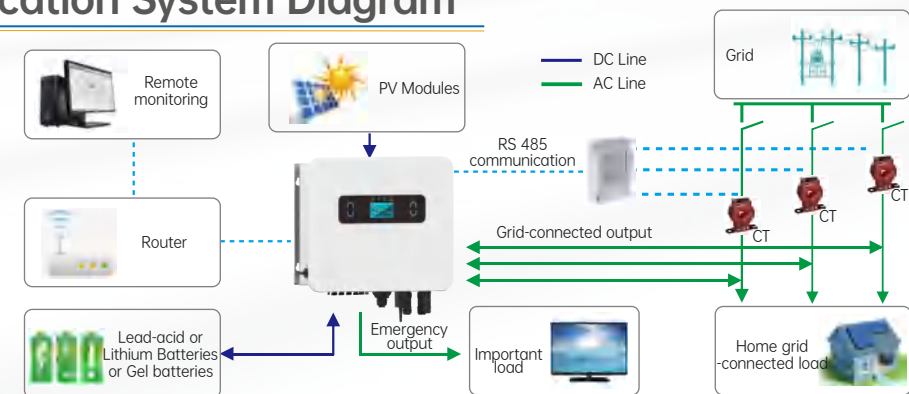 cation System Diagram
Remote
monitoring
PV Modules
DC Line
AC Line
Grid
RS 485
communication
Router
CT
CT
CT
Grid-connected output
Lead-acid or
Lithium Batteries
or Gel batteries
Emergency
output
Important
load
Home grid
-connected load